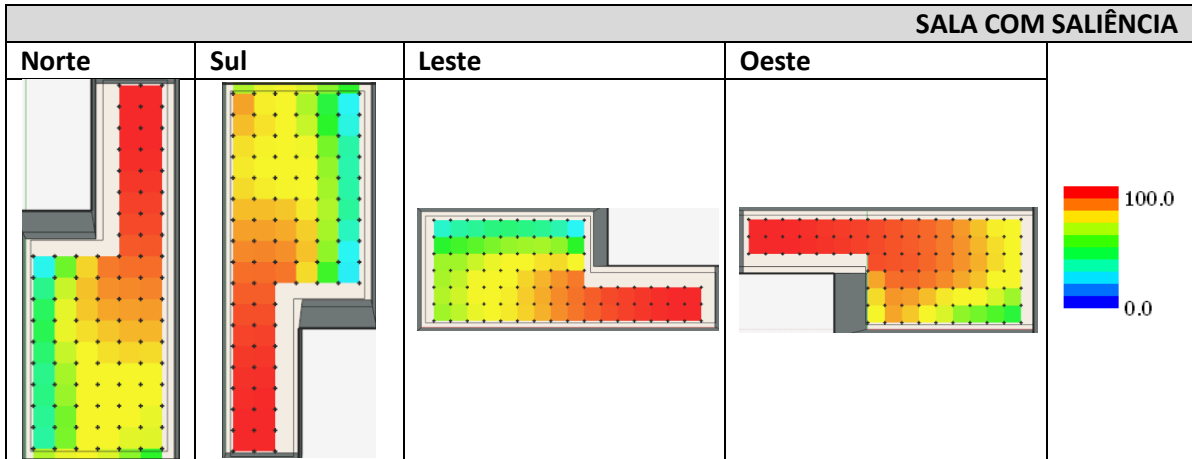 SALA COM SALIÊNCIA
Norte
Sul
Leste
Oeste
100.0
0.0